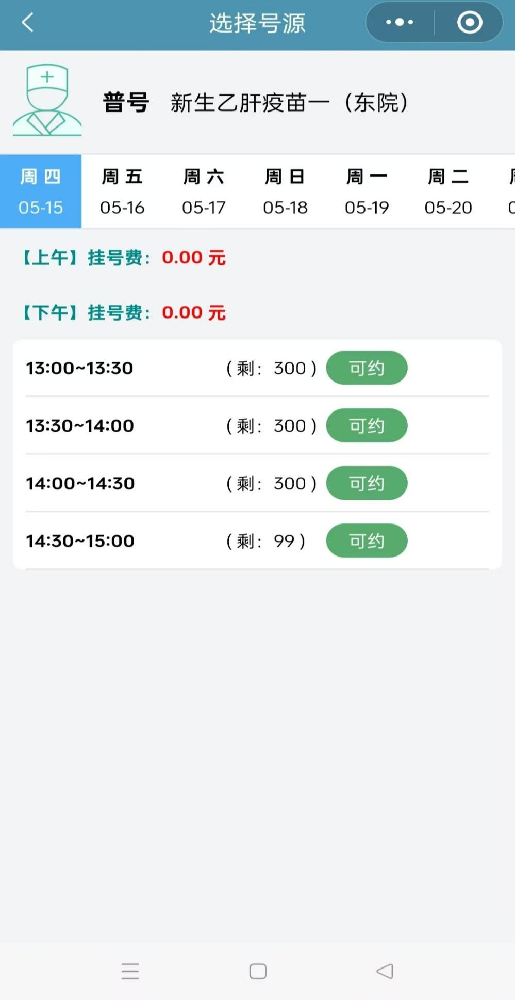 选择号源
普号 新生乙肝疫苗一（东院）
周四 周五 周六 周日 周一 周二
05-15 05-16 05-17 05-18 05-19 05-20
【上午】挂号费：0.00 元
【下午】挂号费：0.00 元
13:00~13:30 （剩：300） 可约
13:30~14:00 （剩：300） 可约
14:00~14:30 （剩：300） 可约
14:30~15:00 （剩：99） 可约